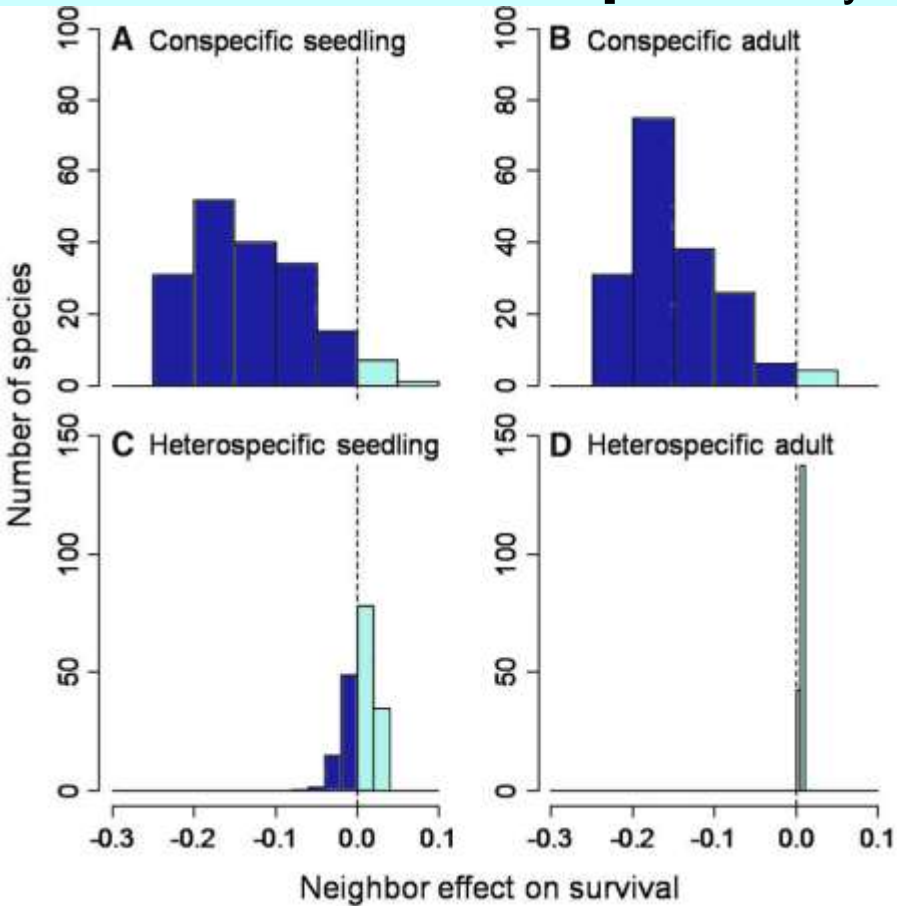 A Conspecific seedling
B Conspecific adult
100
80
60
40
20
0
100
80
60
40
20
0
Number of species
C Heterospecific seedling
D Heterospecific adult
150
100
50
0
150
100
50
0
-0.3 -0.2 -0.1 0.0 0.1
-0.3 -0.2 -0.1 0.0 0.1
Neighbor effect on survival